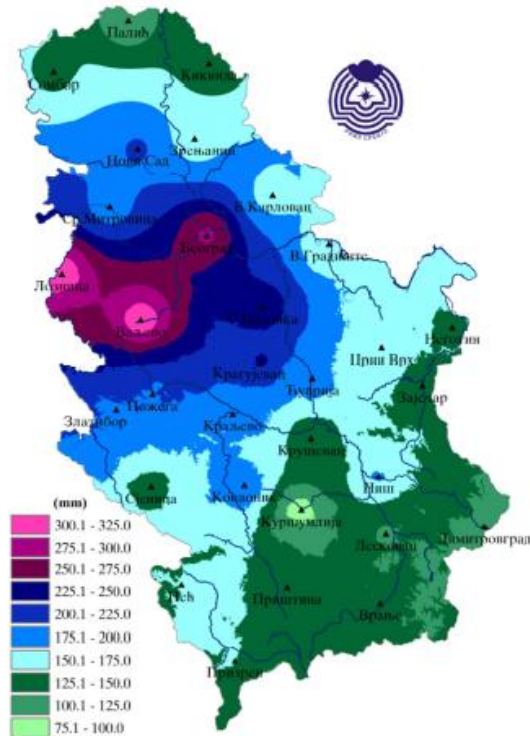 Палић
Сомбор
Кикинда
Зрењанин
Нови Сад
Б.Карловац
Ср.Митровица
Београд
В.Градиште
Лозница
Ваљево
Неготин
Црни Врх
Крагујевац
Зајечар
Ћуприја
Пожега
Златибор
Краљево
Крушевац
Ниш
Сјеница
Копаоник
Куршумлија
Димитровград
Лесковац
Пећ
Приштина
Врање
Призрен
(mm)
300.1 - 325.0
275.1 - 300.0
250.1 - 275.0
225.1 - 250.0
200.1 - 225.0
175.1 - 200.0
150.1 - 175.0
125.1 - 150.0
100.1 - 125.0
75.1 - 100.0